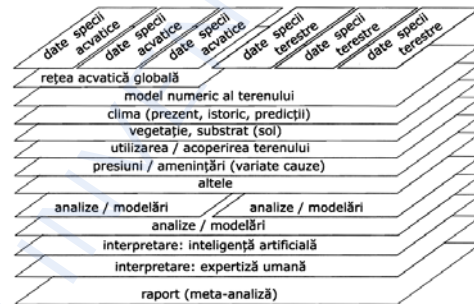 date specii acvatice
date specii acvatice
date specii acvatice
date specii terestre
date specii terestre
date specii terestre
rețea acvatică globală
model numeric al terenului
clima (prezent, istoric, predicții)
vegetație, substrat (sol)
utilizarea / acoperirea terenului
presiuni / amenințări (variate cauze)
altele
analize / modelări
analize / modelări
analize / modelări
interpretare: inteligență artificială
interpretare: expertiză umană
raport (meta-analiză)